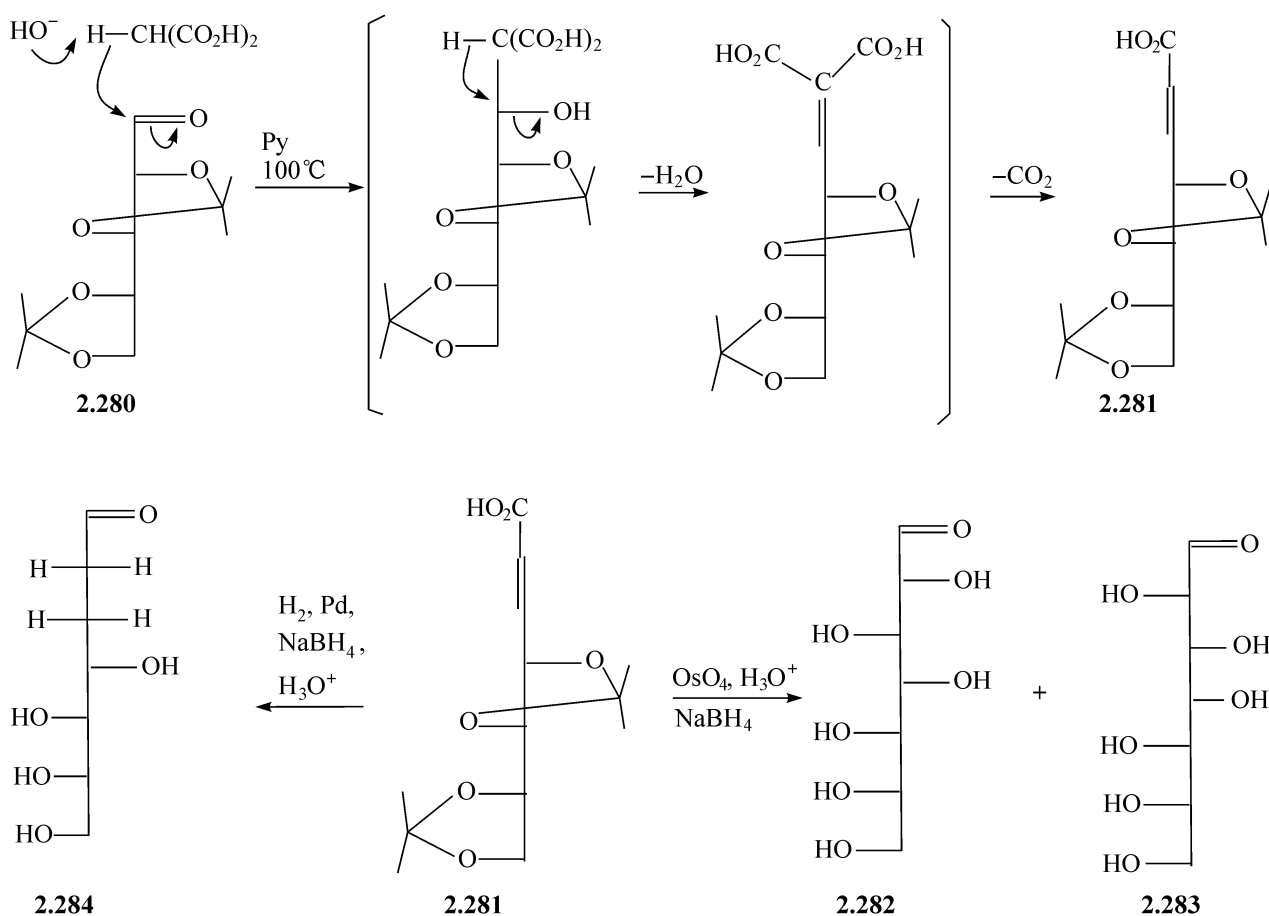 HO⁻ H—CH(CO₂H)₂
O
O
O
O
O
2.280
Py
100℃
H—C(CO₂H)₂
OH
O
O
O
O
−H₂O
HO₂C CO₂H
C
O
O
O
O
−CO₂
HO₂C
O
O
O
O
2.281
O
H H
H H
OH
HO
HO
HO
2.284
H₂, Pd,
NaBH₄,
H₃O⁺
HO₂C
O
O
O
O
2.281
OsO₄, H₃O⁺
NaBH₄
O
OH
HO
OH
HO
HO
HO
2.282
+
O
HO
OH
OH
HO
HO
HO
2.283